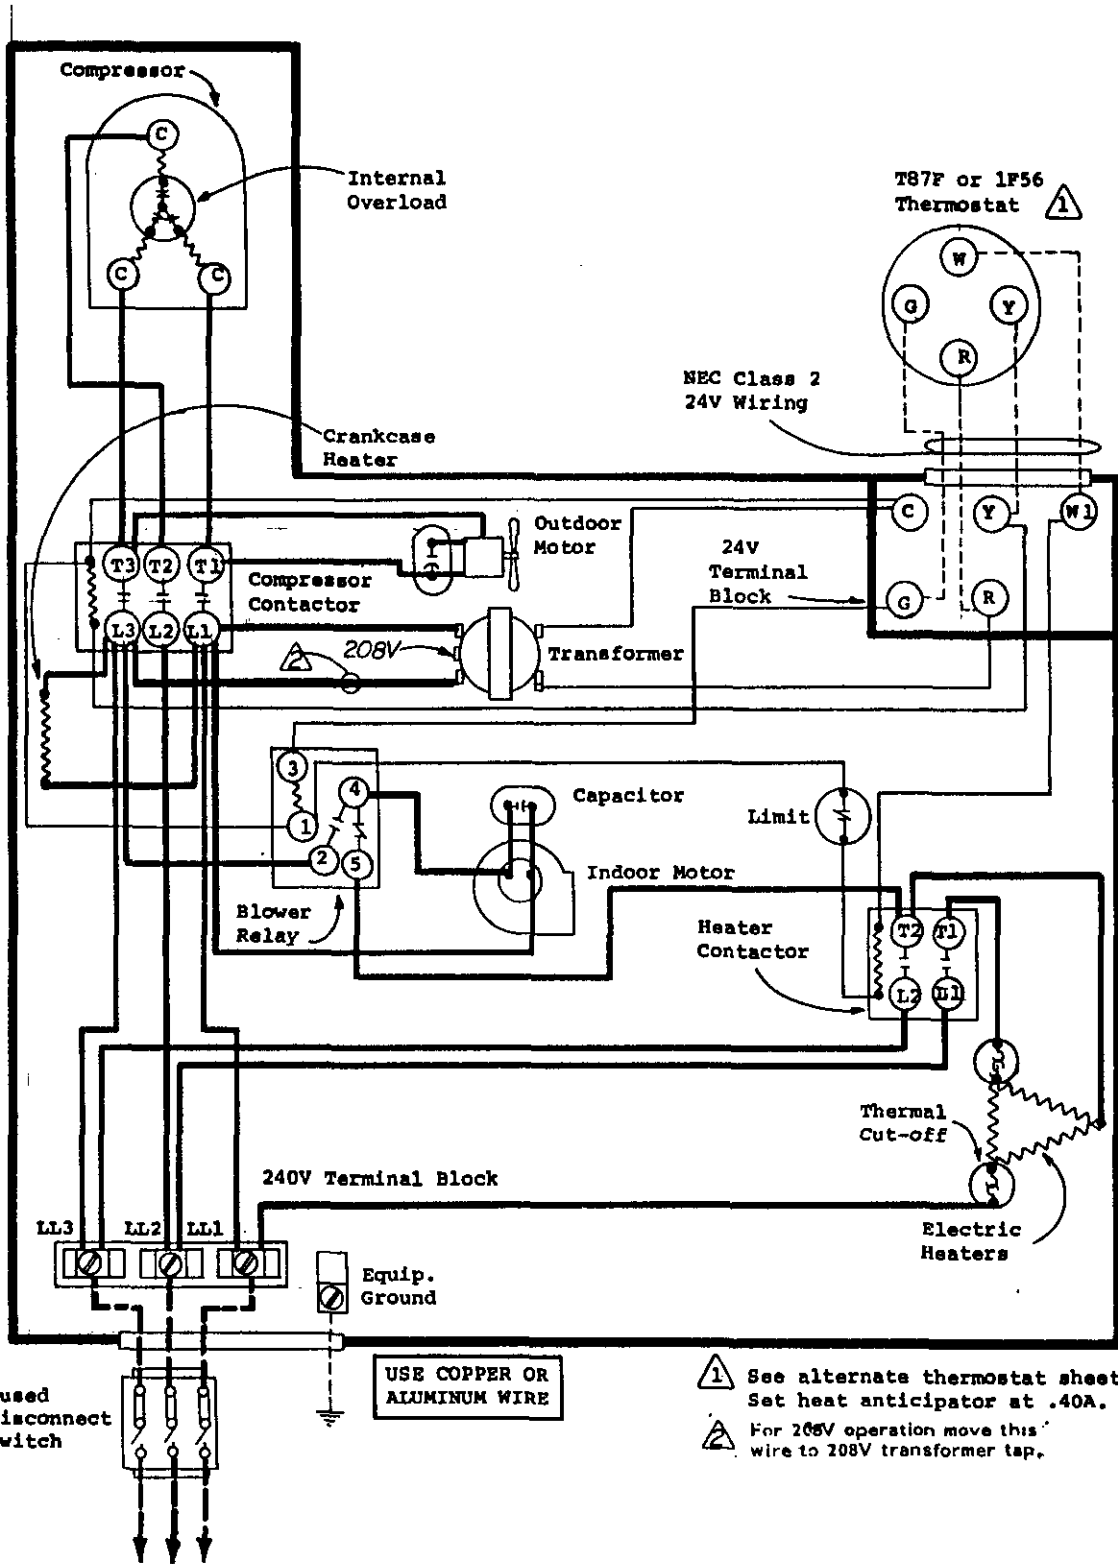 Compressor
C
Internal
Overload
C
C
T87F or 1F56
Thermostat
1
W
G
Y
R
NEC Class 2
24V Wiring
Crankcase
Heater
C
Y
W1
Outdoor
Motor
24V
Terminal
Block
G
R
T3
T2
T1
Compressor
Contactor
L3
L2
L1
2
208V
Transformer
3
4
1
2
5
Capacitor
Limit
Indoor Motor
Blower
Relay
Heater
Contactor
T2
T1
L2
L1
Thermal
Cut-off
240V Terminal Block
LL3
LL2
LL1
Electric
Heaters
Equip.
Ground
USE COPPER OR
ALUMINUM WIRE
1
See alternate thermostat sheet
Set heat anticipator at .40A.
2
For 208V operation move this
wire to 208V transformer tap.
used
isconnect
witch